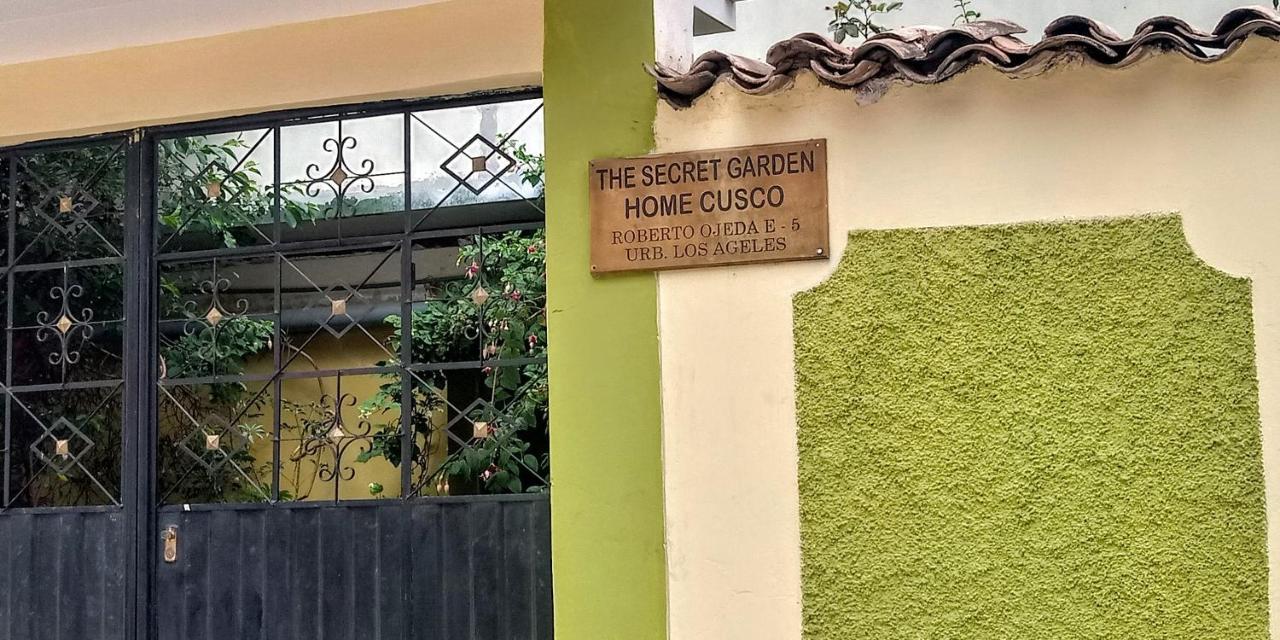 THE SECRET GARDEN
HOME CUSCO
ROBERTO OJEDA E - 5
URB. LOS AGELES